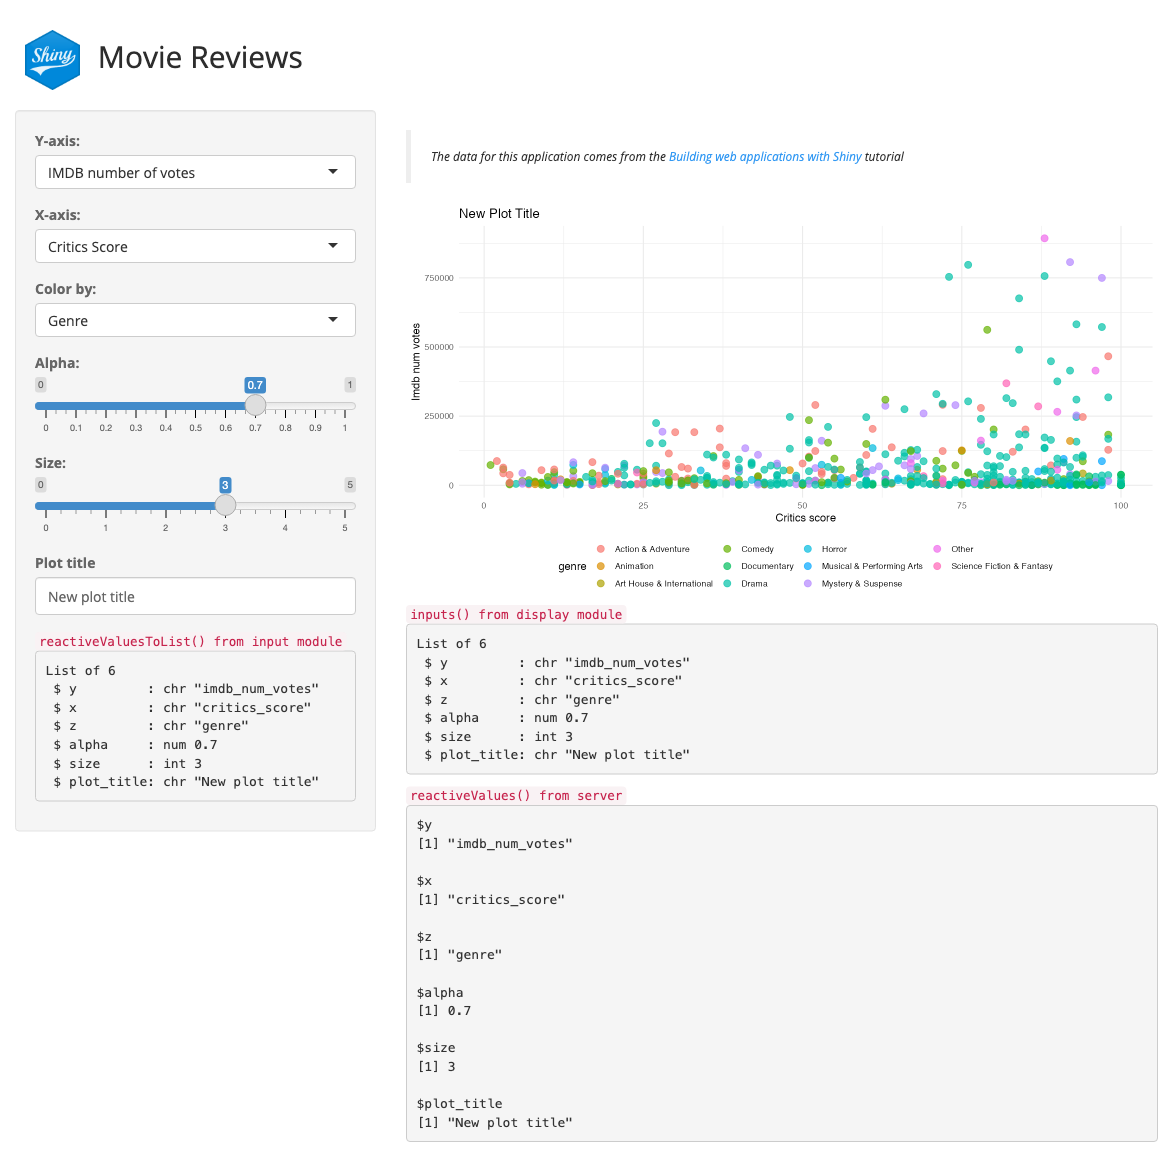 Shiny
Movie Reviews
Y-axis:
IMDB number of votes
X-axis:
Critics Score
Color by:
Genre
Alpha:
0 0.7 1
0 0.1 0.2 0.3 0.4 0.5 0.6 0.7 0.8 0.9 1
Size:
0 3 5
0 1 2 3 4 5
Plot title
New plot title
reactiveValuesToList() from input module
List of 6
$ y : chr "imdb_num_votes"
$ x : chr "critics_score"
$ z : chr "genre"
$ alpha : num 0.7
$ size : int 3
$ plot_title: chr "New plot title"
The data for this application comes from the Building web applications with Shiny tutorial
New Plot Title
Imdb num votes
750000
500000
250000
0
0 25 50 75 100
Critics score
genre
Action & Adventure
Animation
Art House & International
Comedy
Documentary
Drama
Horror
Musical & Performing Arts
Mystery & Suspense
Other
Science Fiction & Fantasy
inputs() from display module
List of 6
$ y : chr "imdb_num_votes"
$ x : chr "critics_score"
$ z : chr "genre"
$ alpha : num 0.7
$ size : int 3
$ plot_title: chr "New plot title"
reactiveValues() from server
$y
[1] "imdb_num_votes"
$x
[1] "critics_score"
$z
[1] "genre"
$alpha
[1] 0.7
$size
[1] 3
$plot_title
[1] "New plot title"